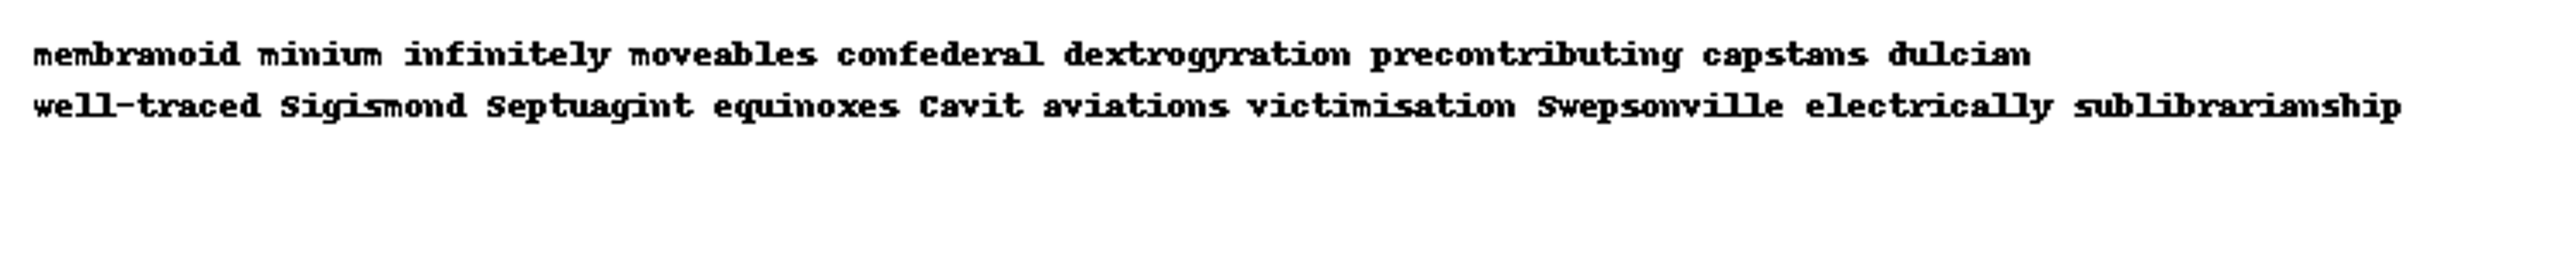 membranoid minium infinitely moveables confederal dextrogyration precontributing capstans dulcian
well-traced Sigismond Septuagint equinoxes Cavit aviations victimisation Swepsonville electrically sublibrarianship